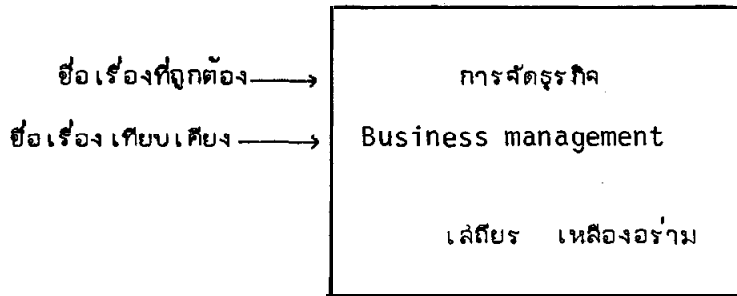 ชื่อเรื่องที่ถูกต้อง การจัดธุรกิจ
ชื่อเรื่องเทียบเคียง Business management
เสถียร เหลืองอร่าม